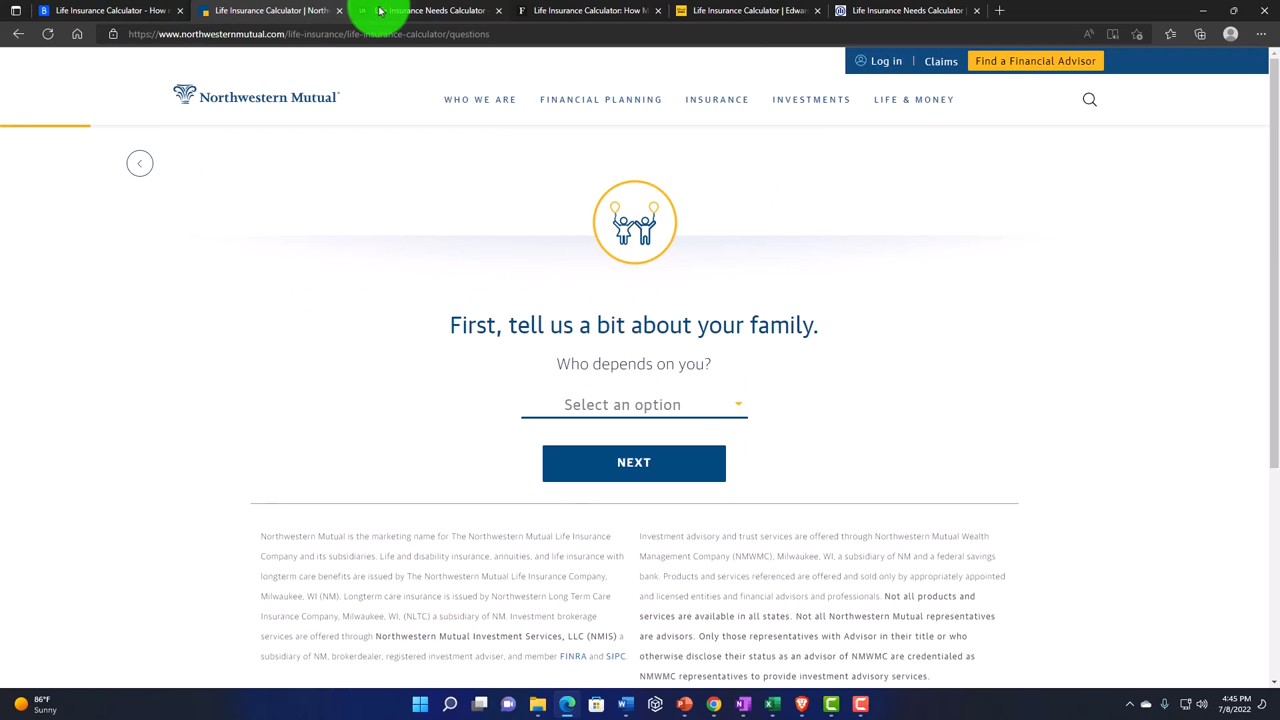 Life Insurance Calculator - How
Life Insurance Calculator | North
Life Insurance Needs Calculator
Life Insurance Calculator: How M
Life Insurance Calculator | Edwa
Life Insurance Needs Calculator
https://www.northwesternmutual.com/life-insurance/life-insurance-calculator/questions
Log in | Claims Find a Financial Advisor
Northwestern Mutual
WHO WE ARE FINANCIAL PLANNING INSURANCE INVESTMENTS LIFE & MONEY
First, tell us a bit about your family.
Who depends on you?
Select an option
NEXT
Northwestern Mutual is the marketing name for The Northwestern Mutual Life Insurance
Company and its subsidiaries. Life and disability insurance, annuities, and life insurance with
longterm care benefits are issued by The Northwestern Mutual Life Insurance Company,
Milwaukee, WI (NM). Longterm care insurance is issued by Northwestern Long Term Care
Insurance Company, Milwaukee, WI, (NLTC) a subsidiary of NM. Investment brokerage
services are offered through Northwestern Mutual Investment Services, LLC (NMIS) a
subsidiary of NM, brokerdealer, registered investment adviser, and member FINRA and SIPC.
Investment advisory and trust services are offered through Northwestern Mutual Wealth
Management Company (NMWMC), Milwaukee, WI, a subsidiary of NM and a federal savings
bank. Products and services referenced are offered and sold only by appropriately appointed
and licensed entities and financial advisors and professionals. Not all products and
services are available in all states. Not all Northwestern Mutual representatives
are advisors. Only those representatives with Advisor in their title or who
otherwise disclose their status as an advisor of NMWMC are credentialed as
NMWMC representatives to provide investment advisory services.
86°F
Sunny
4:45 PM
7/8/2022